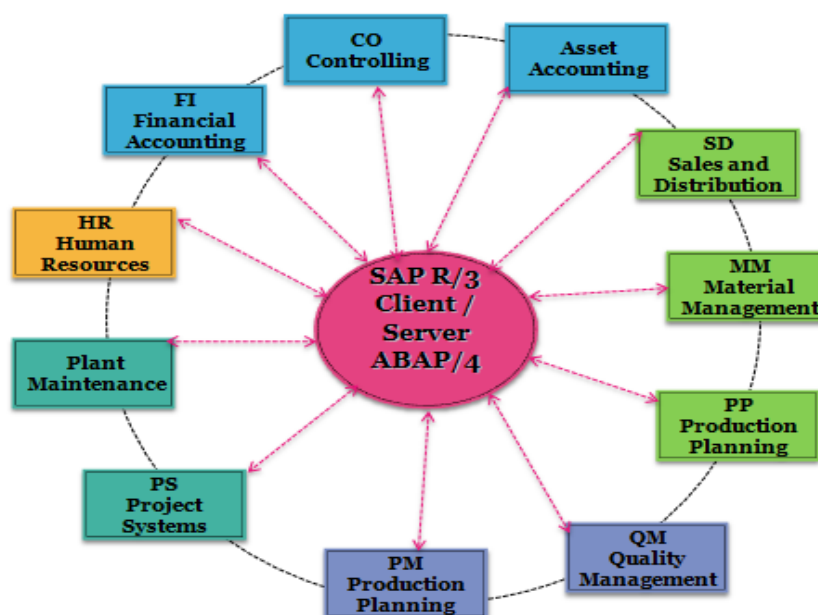 CO
Controlling
Asset
Accounting
FI
Financial
Accounting
SD
Sales and
Distribution
HR
Human
Resources
SAP R/3
Client /
Server
ABAP/4
MM
Material
Management
Plant
Maintenance
PP
Production
Planning
PS
Project
Systems
QM
Quality
Management
PM
Production
Planning